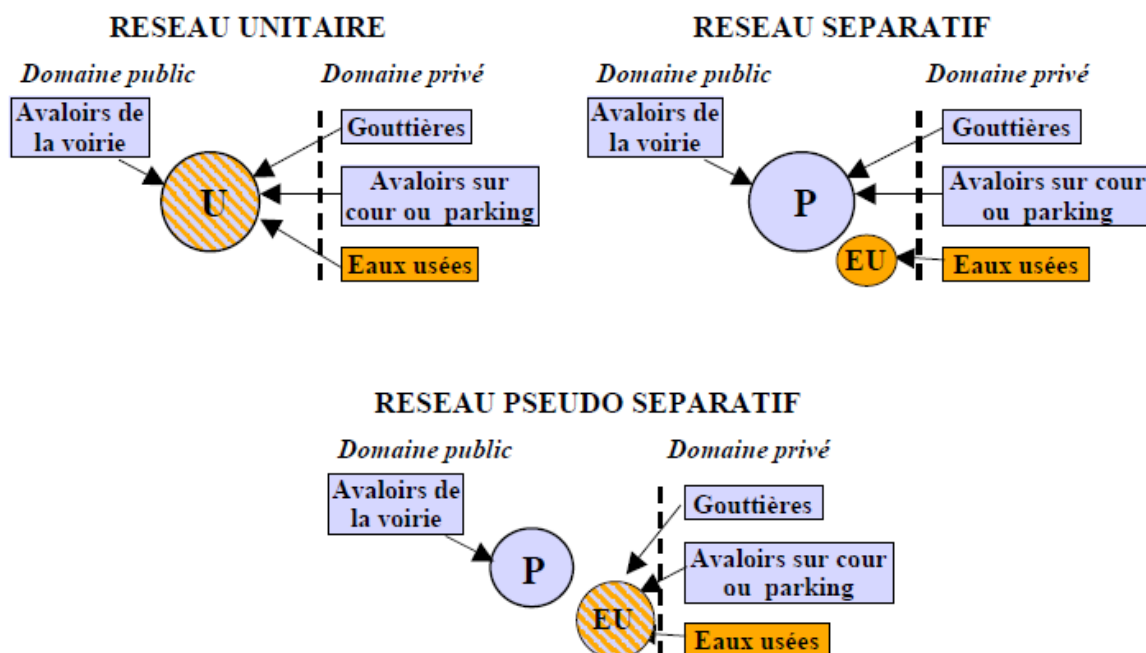 RESEAU UNITAIRE
Domaine public
Domaine privé
Avaloirs de
la voirie
Gouttières
U
Avaloirs sur
cour ou parking
Eaux usées
RESEAU SEPARATIF
Domaine public
Domaine privé
Avaloirs de
la voirie
Gouttières
P
Avaloirs sur cour
ou parking
EU
Eaux usées
RESEAU PSEUDO SEPARATIF
Domaine public
Domaine privé
Avaloirs de
la voirie
Gouttières
P
Avaloirs sur cour
ou parking
EU
Eaux usées